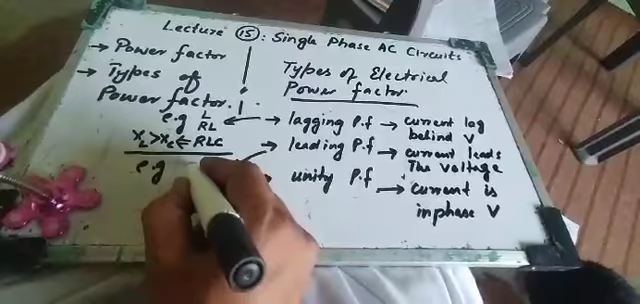 Lecture 15: Single Phase AC Circuits
→ Power factor
→ Types of
Power factor.
e.g L
RL ←
XL>Xc ← RLC
e.g
Types of Electrical
Power factor.
→ lagging P.f → current lag
behind V
→ leading P.f → current leads
The voltage
unity P.f → current is
inphase V